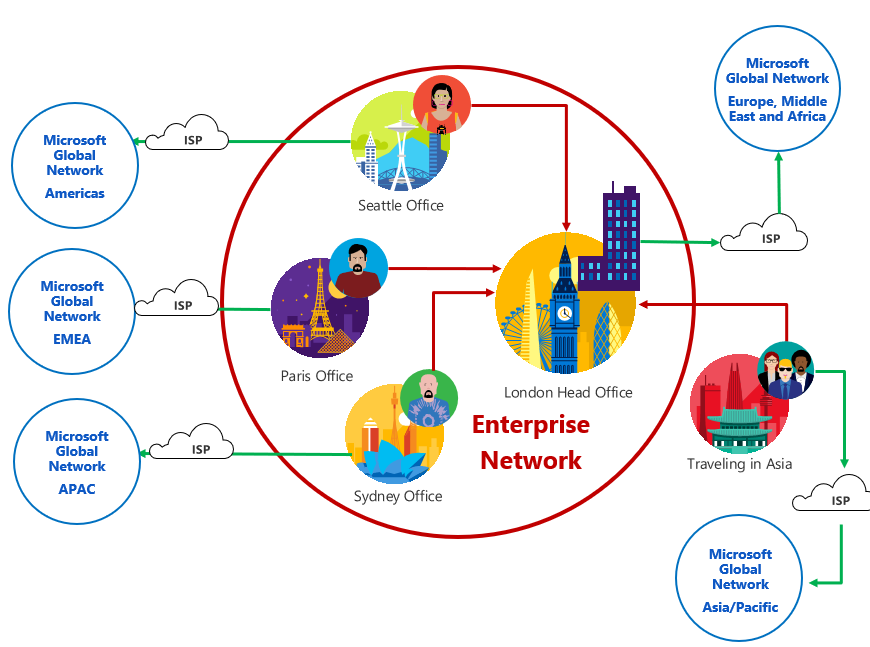 Microsoft
Global Network
Europe, Middle
East and Africa
ISP
Microsoft
Global
Network
Americas
ISP
Seattle Office
Microsoft
Global
Network
EMEA
ISP
Paris Office
London Head Office
Enterprise
Network
Microsoft
Global
Network
APAC
ISP
Sydney Office
Traveling in Asia
ISP
Microsoft
Global
Network
Asia/Pacific